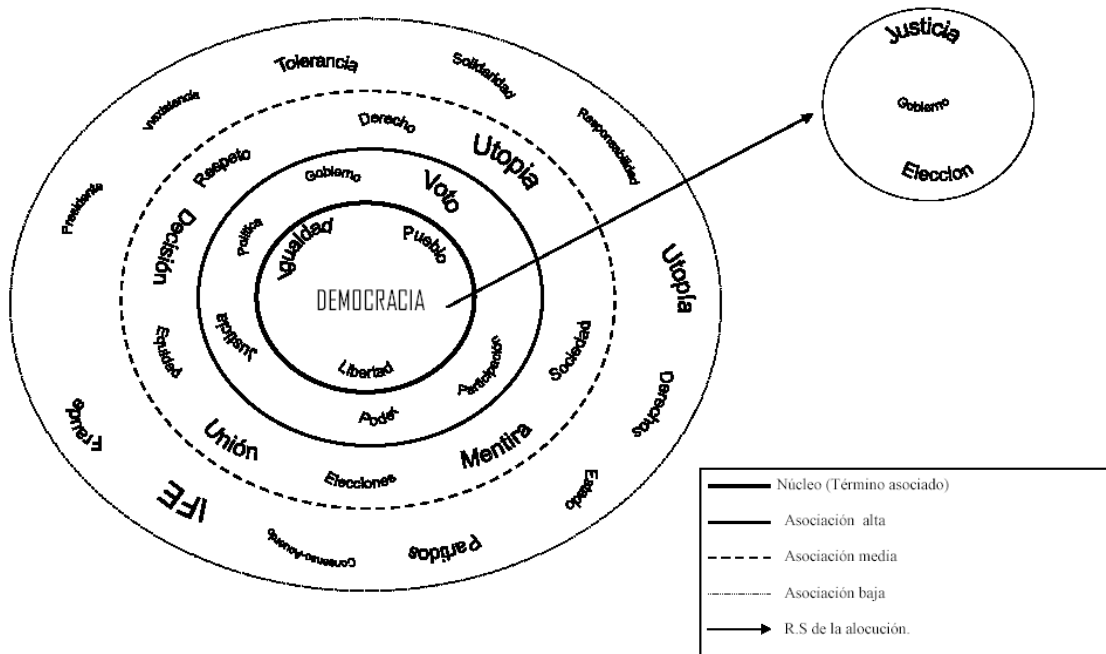 Justicia
Gobierno
Eleccion
Tolerancia
Solidaridad
Inexistencia
Responsabilidad
Presidente
Utopía
Fraude
Derechos
IFE
Estado
Consenso-Acuerdo
Partidos
Derecho
Respeto
Utopia
Decisión
Equidad
Sociedad
Unión
Mentira
Elecciones
Gobierno
Voto
Política
Justicia
Participación
Poder
Igualdad
Pueblo
DEMOCRACIA
Libertad
Núcleo (Término asociado)
Asociación alta
Asociación media
Asociación baja
R.S de la alocución.